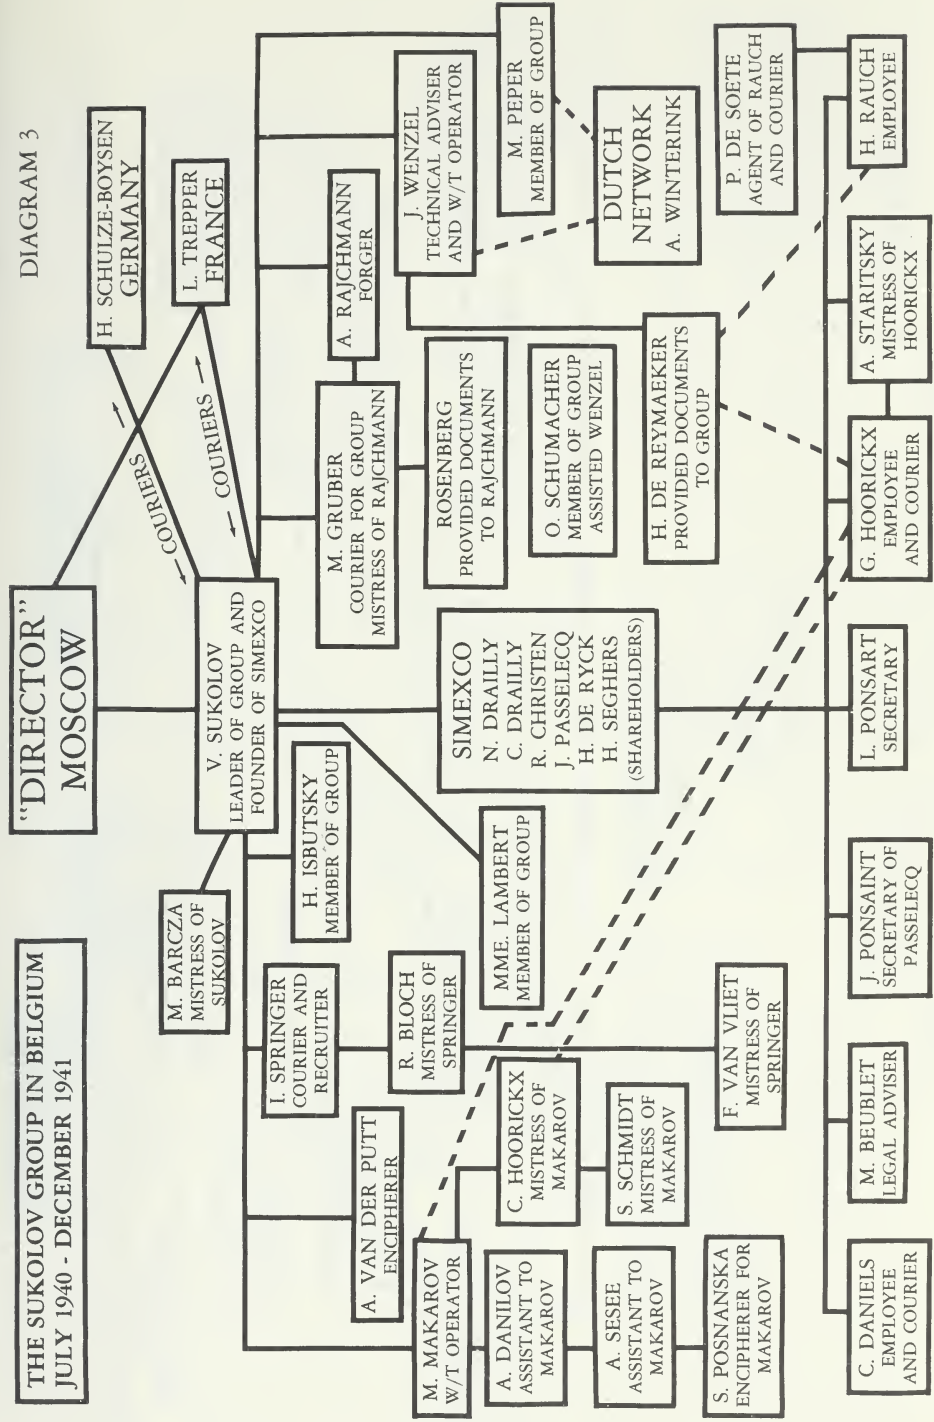 DIAGRAM 3
THE SUKOLOV GROUP IN BELGIUM
JULY 1940 - DECEMBER 1941
"DIRECTOR"
MOSCOW
H. SCHULZE-BOYSEN
GERMANY
L. TREPPER
FRANCE
COURIERS
COURIERS
M. BARCZA
MISTRESS OF
SUKOLOV
V. SUKOLOV
LEADER OF GROUP AND
FOUNDER OF SIMEXCO
I. SPRINGER
COURIER AND
RECRUITER
H. ISBUTSKY
MEMBER OF GROUP
M. GRUBER
COURIER FOR GROUP
MISTRESS OF RAJCHMANN
A. RAJCHMANN
FORGER
J. WENZEL
TECHNICAL ADVISER
AND W/T OPERATOR
M. PEPER
MEMBER OF GROUP
A. VAN DER PUTT
ENCIPHERER
R. BLOCH
MISTRESS OF
SPRINGER
ROSENBERG
PROVIDED DOCUMENTS
TO RAJCHMANN
M. MAKAROV
W/T OPERATOR
C. HOORICKX
MISTRESS OF
MAKAROV
MME. LAMBERT
MEMBER OF GROUP
SIMEXCO
N. DRAILLY
C. DRAILLY
R. CHRISTEN
J. PASSELECQ
H. DE RYCK
H. SEGHERS
(SHAREHOLDERS)
O. SCHUMACHER
MEMBER OF GROUP
ASSISTED WENZEL
DUTCH
NETWORK
A. WINTERINK
A. DANILOV
ASSISTANT TO
MAKAROV
A. SESEE
ASSISTANT TO
MAKAROV
S. SCHMIDT
MISTRESS OF
MAKAROV
H. DE REYMAEKER
PROVIDED DOCUMENTS
TO GROUP
S. POSNANSKA
ENCIPHERER FOR
MAKAROV
F. VAN VLIET
MISTRESS OF
SPRINGER
P. DE SOETE
AGENT OF RAUCH
AND COURIER
C. DANIELS
EMPLOYEE
AND COURIER
M. BEUBLET
LEGAL ADVISER
J. PONSAINT
SECRETARY OF
PASSELECQ
L. PONSART
SECRETARY
G. HOORICKX
EMPLOYEE
AND COURIER
A. STARITSKY
MISTRESS OF
HOORICKX
H. RAUCH
EMPLOYEE